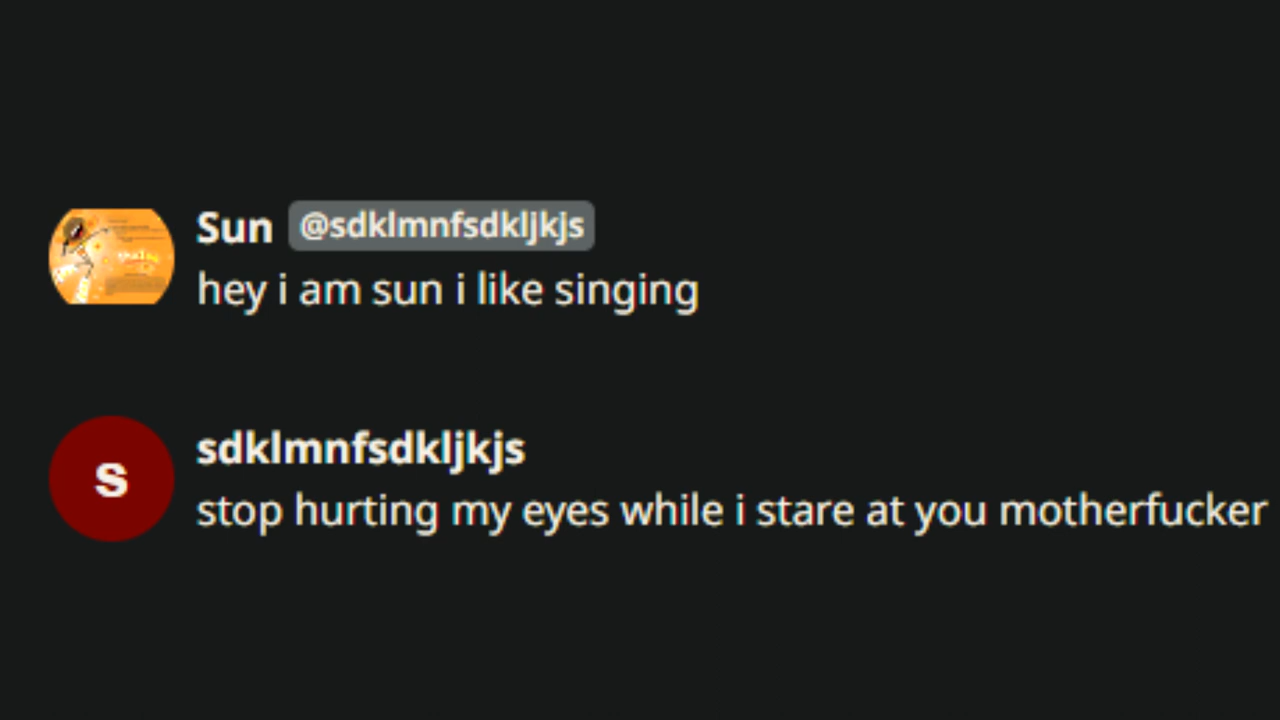 Sun @sdklmnfsdkljkjs
hey i am sun i like singing
S
sdklmnfsdkljkjs
stop hurting my eyes while i stare at you motherfucker